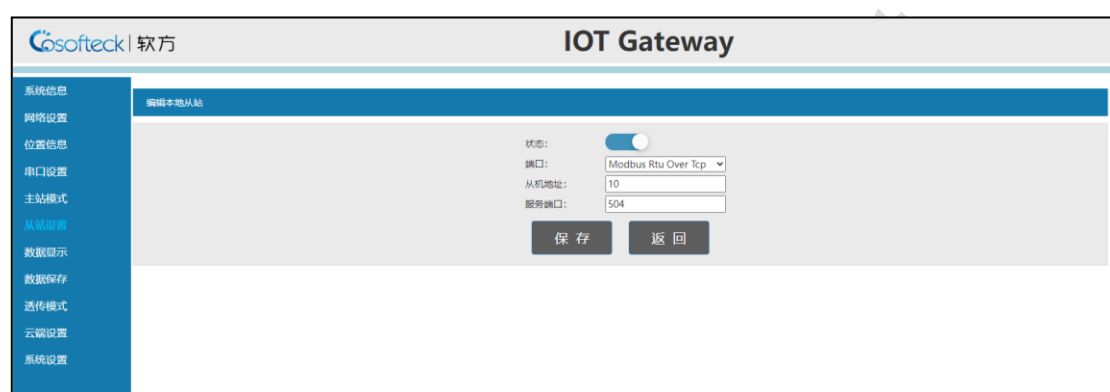 Cosofteck 软方
IOT Gateway
系统信息
网络设置
位置信息
串口设置
主站模式
从站设置
数据显示
数据保存
透传模式
云端设置
系统设置
编辑本地从站
状态：
端口： Modbus Rtu Over Tcp
从机地址： 10
服务端口： 504
保 存 返 回